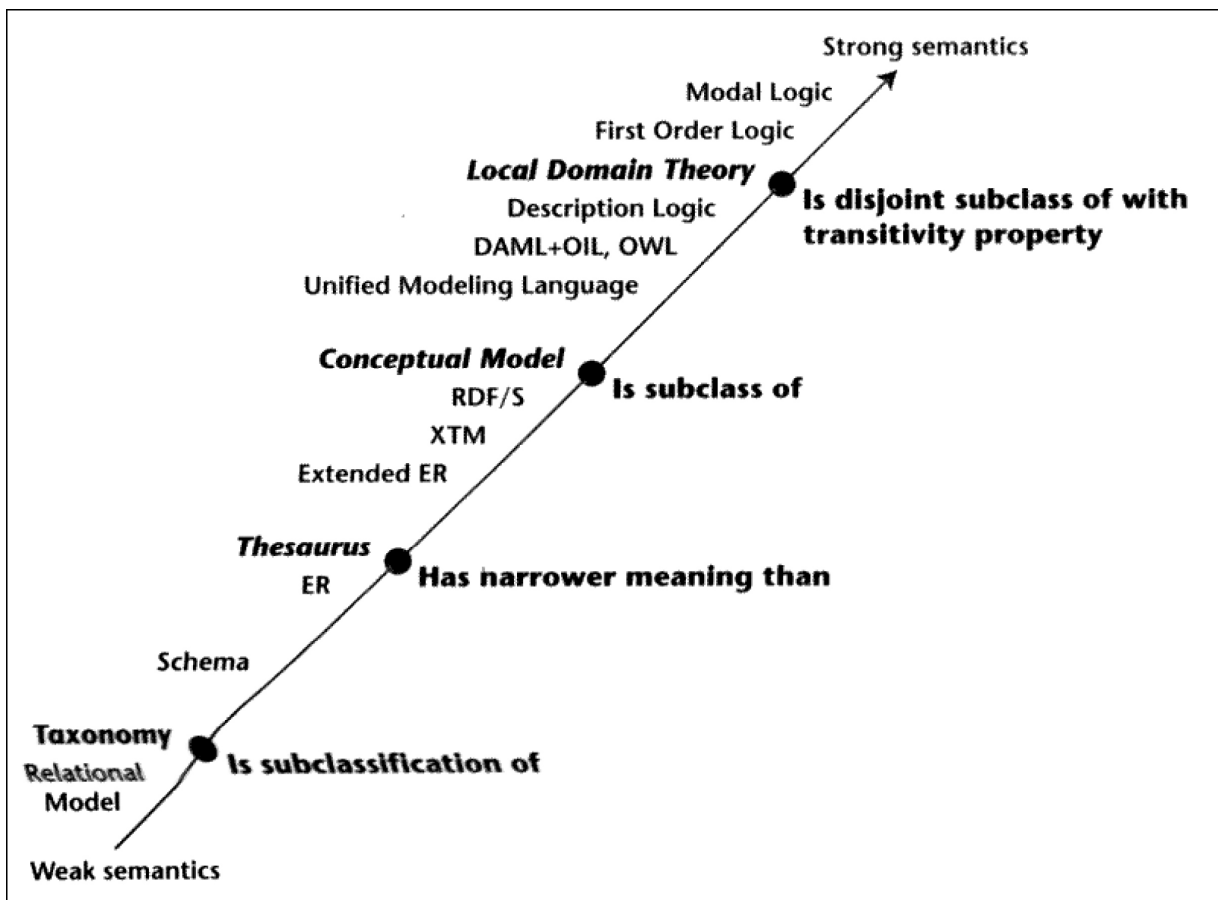 Strong semantics
Modal Logic
First Order Logic
Local Domain Theory
Is disjoint subclass of with
transitivity property
Description Logic
DAML+OIL, OWL
Unified Modeling Language
Conceptual Model
Is subclass of
RDF/S
XTM
Extended ER
Thesaurus
Has narrower meaning than
ER
Schema
Taxonomy
Is subclassification of
Relational
Model
Weak semantics